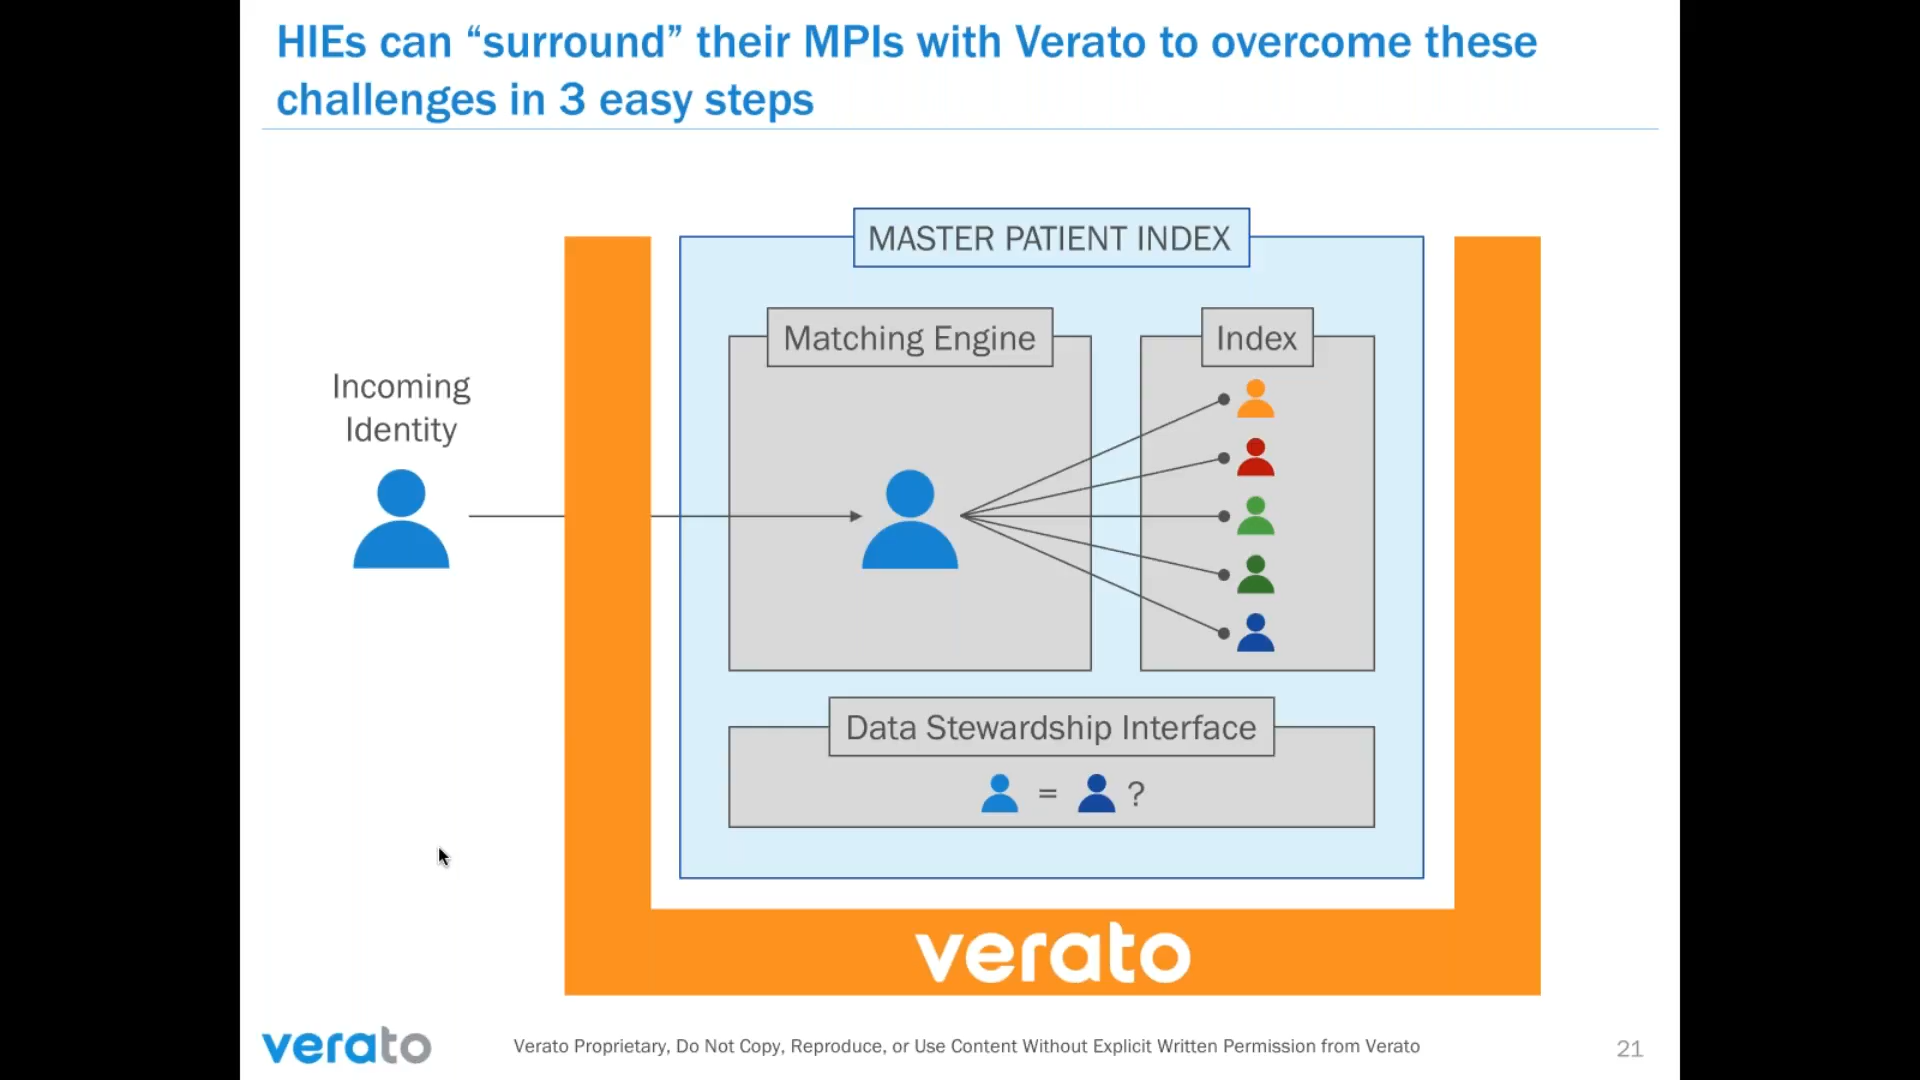 HIEs can “surround” their MPIs with Verato to overcome these
challenges in 3 easy steps
MASTER PATIENT INDEX
Matching Engine
Index
Incoming
Identity
Data Stewardship Interface
= ?
verato
verato
Verato Proprietary, Do Not Copy, Reproduce, or Use Content Without Explicit Written Permission from Verato
21